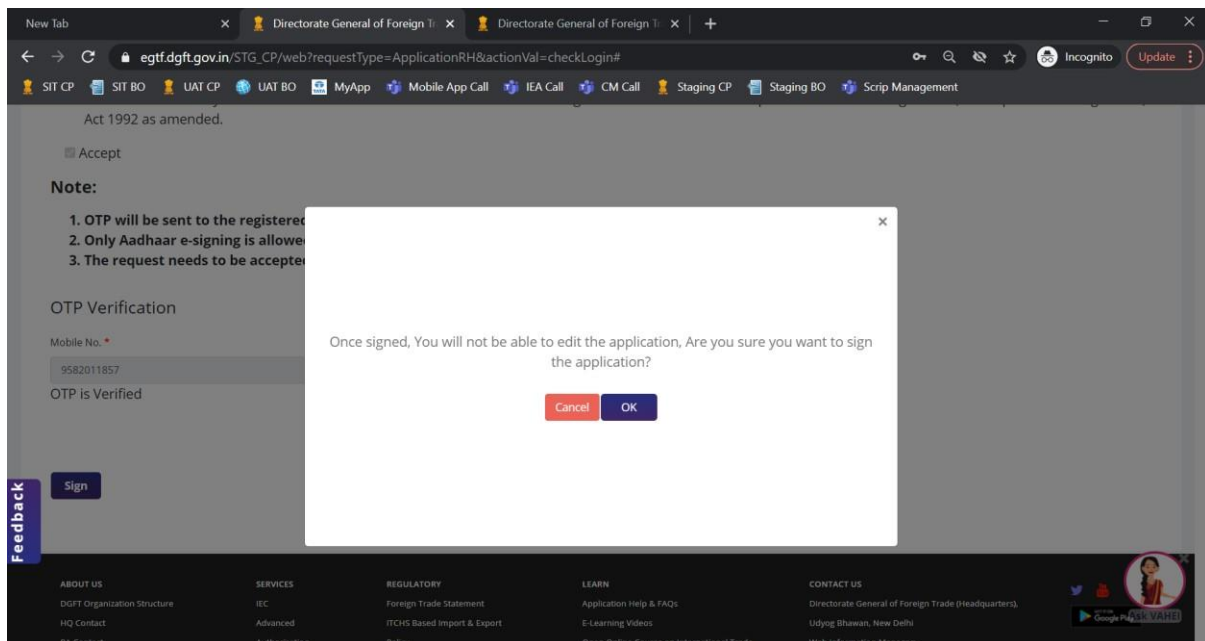 New Tab
Directorate General of Foreign Tr
Directorate General of Foreign Tr
egtf.dgft.gov.in/STG_CP/web?requestType=ApplicationRH&actionVal=checkLogin#
Incognito
Update
SIT CP SIT BO UAT CP UAT BO MyApp Mobile App Call IEA Call CM Call Staging CP Staging BO Scrip Management
Act 1992 as amended.
Accept
Note:
1. OTP will be sent to the registered
2. Only Aadhaar e-signing is allowe
3. The request needs to be accepte
OTP Verification
Mobile No. *
9582011857
OTP is Verified
Once signed, You will not be able to edit the application, Are you sure you want to sign
the application?
Cancel OK
Sign
Feedback
ABOUT US SERVICES REGULATORY LEARN CONTACT US
DGFT Organization Structure IEC Foreign Trade Statement Application Help & FAQs Directorate General of Foreign Trade (Headquarters),
HQ Contact Advanced ITCHS Based Import & Export E-Learning Videos Udyog Bhawan, New Delhi
Google Pl
Ask VAHEI